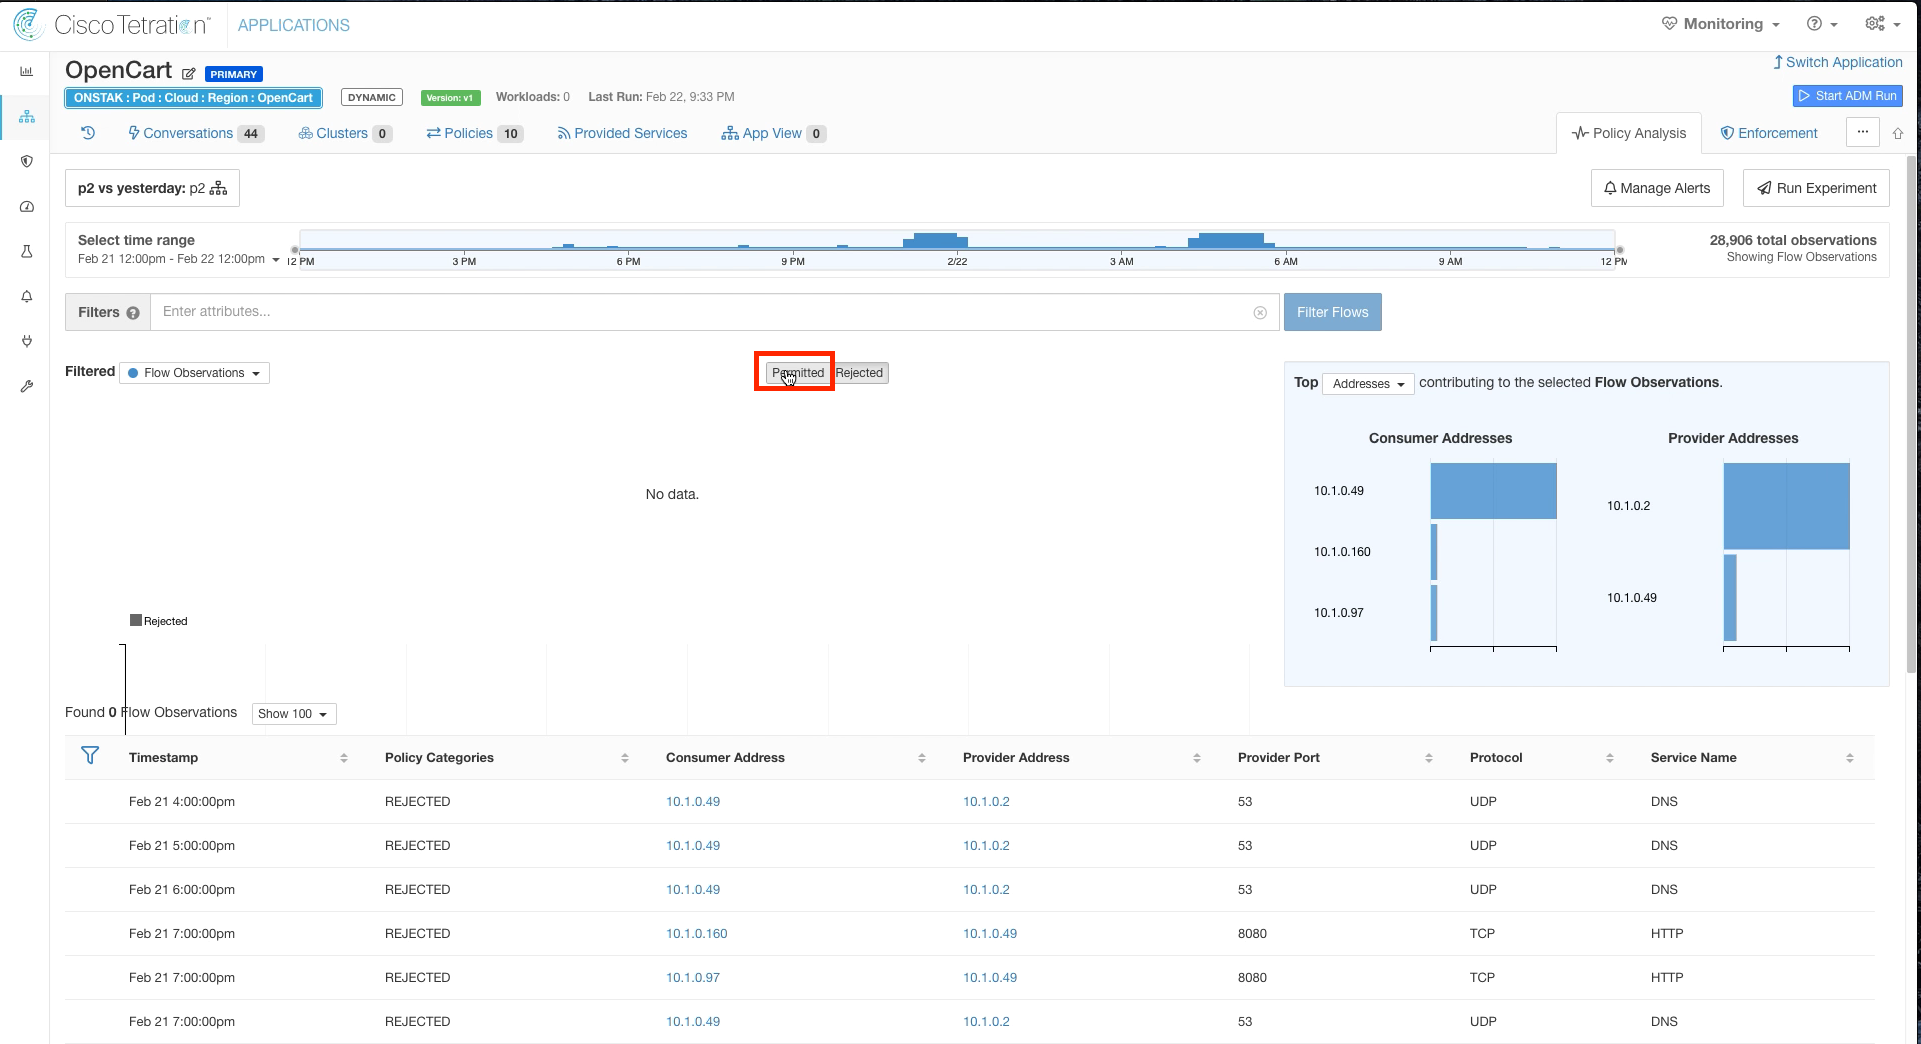 Cisco Tetration™ APPLICATIONS Monitoring
OpenCart PRIMARY
Switch Application
ONSTAK : Pod : Cloud : Region : OpenCart DYNAMIC Version: v1 Workloads: 0 Last Run: Feb 22, 9:33 PM
Start ADM Run
Conversations 44 Clusters 0 Policies 10 Provided Services App View 0 Policy Analysis Enforcement ...
p2 vs yesterday: p2 Manage Alerts Run Experiment
Select time range
Feb 21 12:00pm - Feb 22 12:00pm
12 PM 3 PM 6 PM 9 PM 2/22 3 AM 6 AM 9 AM 12 PM
28,906 total observations
Showing Flow Observations
Filters ? Enter attributes... Filter Flows
Filtered Flow Observations Permitted Rejected
Top Addresses contributing to the selected Flow Observations.
Consumer Addresses Provider Addresses
10.1.0.49
10.1.0.160
10.1.0.97
10.1.0.2
10.1.0.49
No data.
Rejected
Found 0 Flow Observations Show 100
Timestamp Policy Categories Consumer Address Provider Address Provider Port Protocol Service Name
Feb 21 4:00:00pm REJECTED 10.1.0.49 10.1.0.2 53 UDP DNS
Feb 21 5:00:00pm REJECTED 10.1.0.49 10.1.0.2 53 UDP DNS
Feb 21 6:00:00pm REJECTED 10.1.0.49 10.1.0.2 53 UDP DNS
Feb 21 7:00:00pm REJECTED 10.1.0.160 10.1.0.49 8080 TCP HTTP
Feb 21 7:00:00pm REJECTED 10.1.0.97 10.1.0.49 8080 TCP HTTP
Feb 21 7:00:00pm REJECTED 10.1.0.49 10.1.0.2 53 UDP DNS